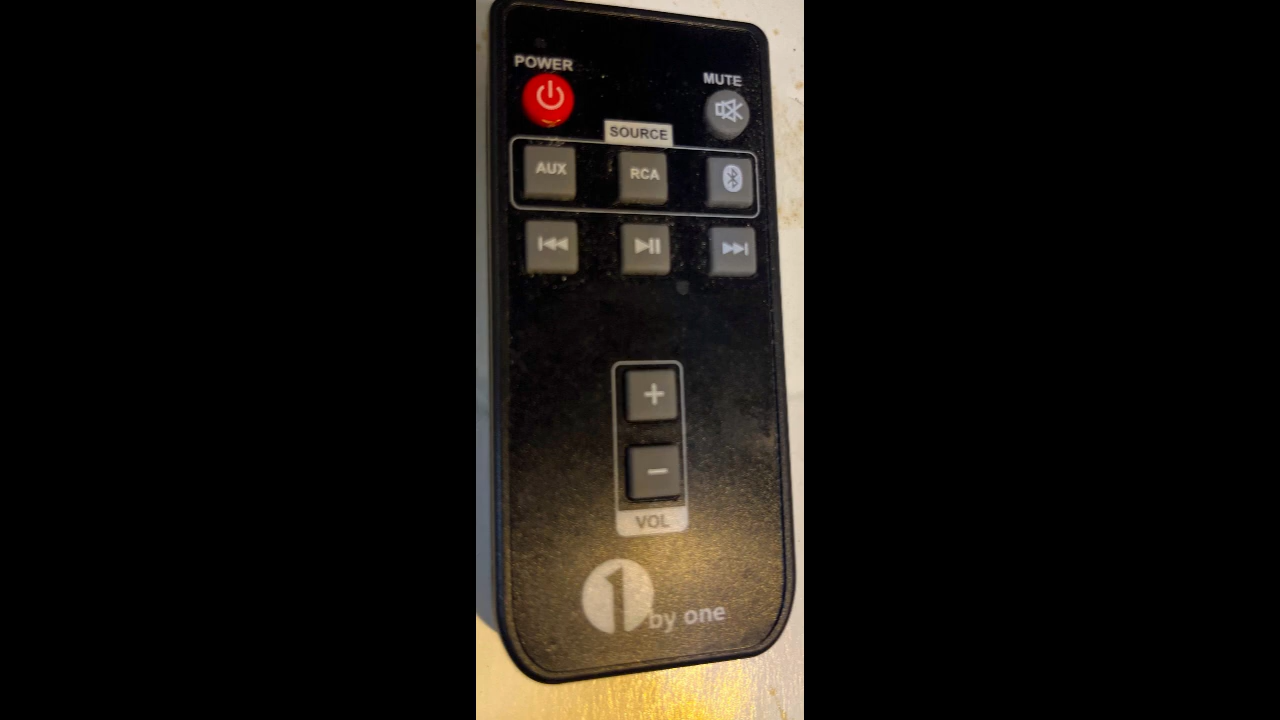 POWER
MUTE
SOURCE
AUX RCA
+
-
VOL
1 by one